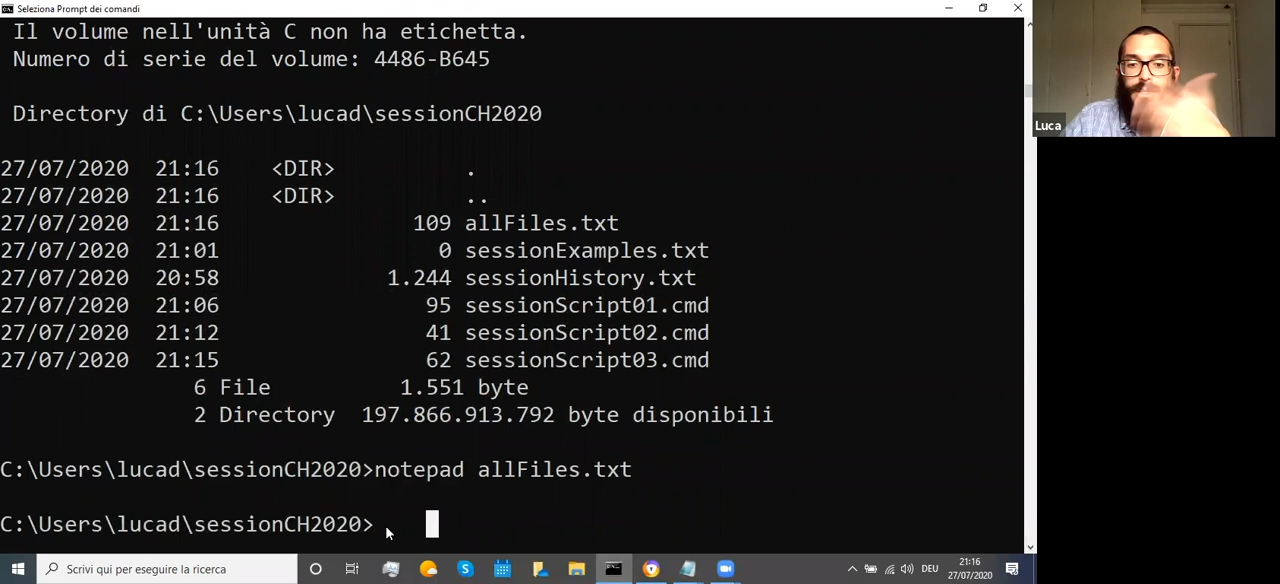 Seleziona Prompt dei comandi
Il volume nell'unità C non ha etichetta.
Numero di serie del volume: 4486-B645
Directory di C:\Users\lucad\sessionCH2020
27/07/2020 21:16 <DIR> .
27/07/2020 21:16 <DIR> ..
27/07/2020 21:16 109 allFiles.txt
27/07/2020 21:01 0 sessionExamples.txt
27/07/2020 20:58 1.244 sessionHistory.txt
27/07/2020 21:06 95 sessionScript01.cmd
27/07/2020 21:12 41 sessionScript02.cmd
27/07/2020 21:15 62 sessionScript03.cmd
6 File 1.551 byte
2 Directory 197.866.913.792 byte disponibili
C:\Users\lucad\sessionCH2020>notepad allFiles.txt
C:\Users\lucad\sessionCH2020>
Luca
Scrivi qui per eseguire la ricerca
DEU
21:16
27/07/2020